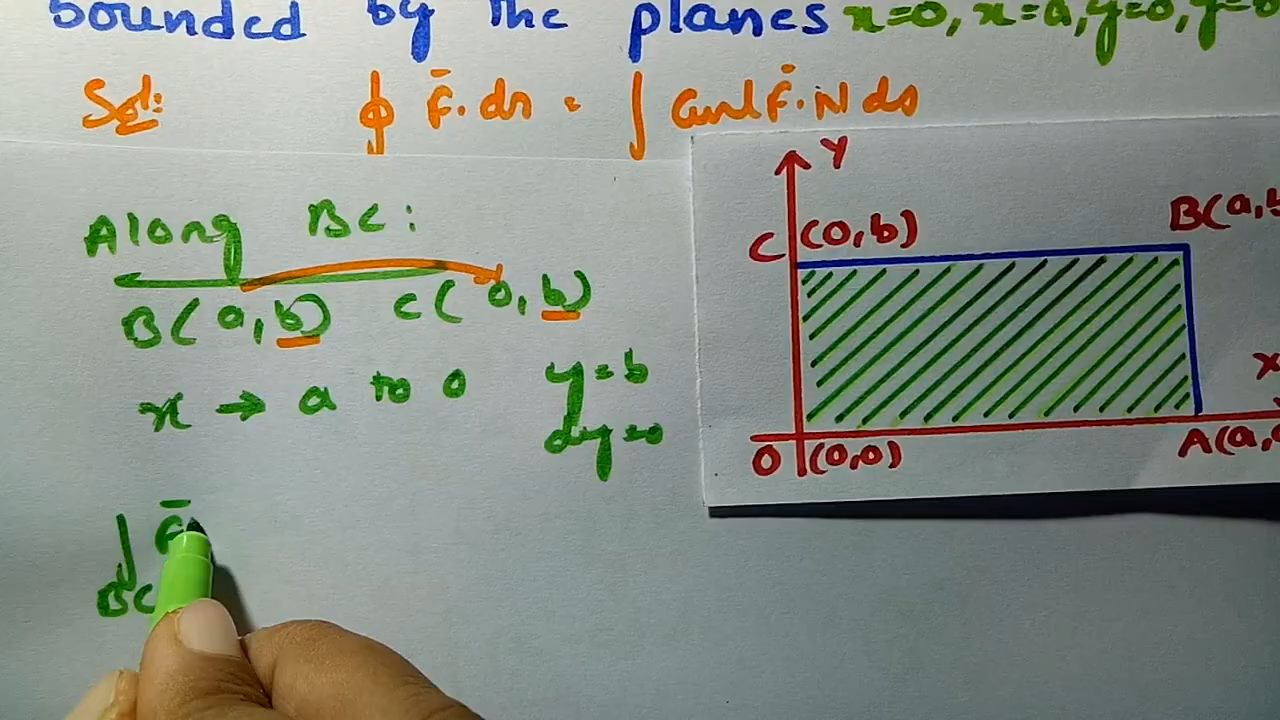 bounded by the planes x=0, x=a, y=0, y=b
Sol: ∮ F̄. dr = ∫ curl F̄. N ds
Along BC:
B(a, b) C(0, b)
x → a to 0 y = b
dy = 0
∫ F̄
BC
Y
C (0, b) B(a, b
X
O (0,0) A(a,